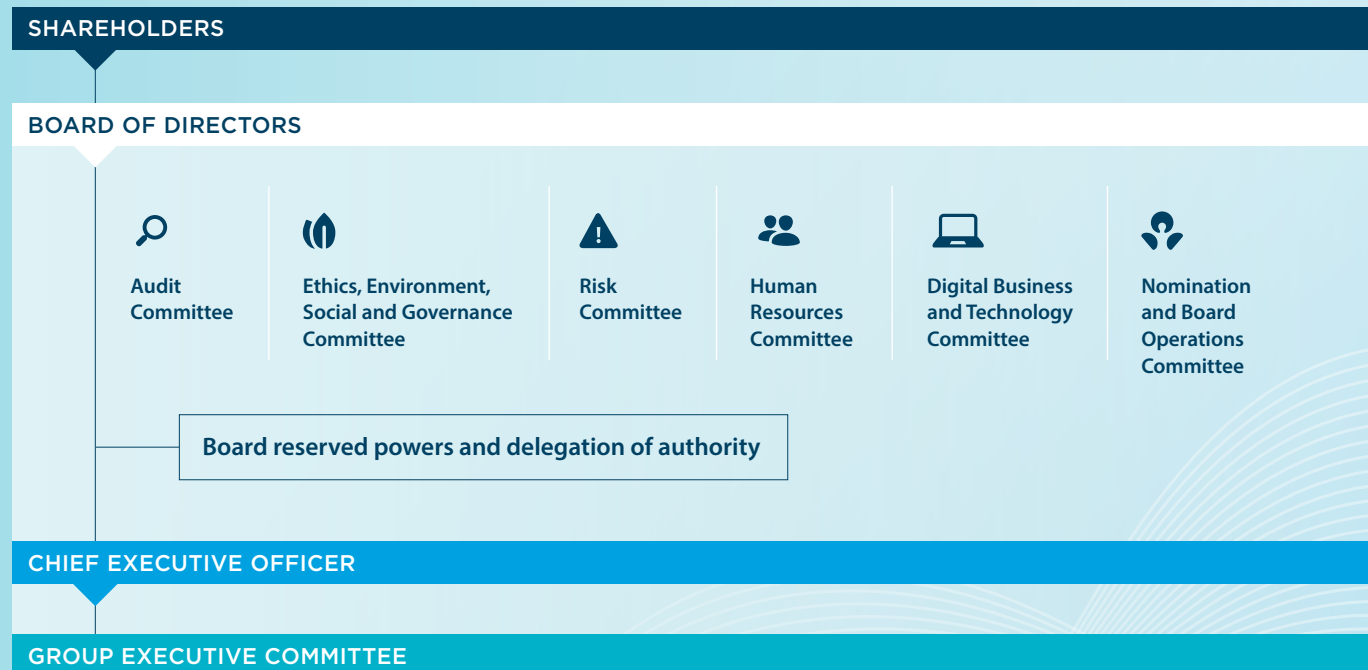 SHAREHOLDERS
BOARD OF DIRECTORS
Audit
Committee
Ethics, Environment,
Social and Governance
Committee
Risk
Committee
Human
Resources
Committee
Digital Business
and Technology
Committee
Nomination
and Board
Operations
Committee
Board reserved powers and delegation of authority
CHIEF EXECUTIVE OFFICER
GROUP EXECUTIVE COMMITTEE